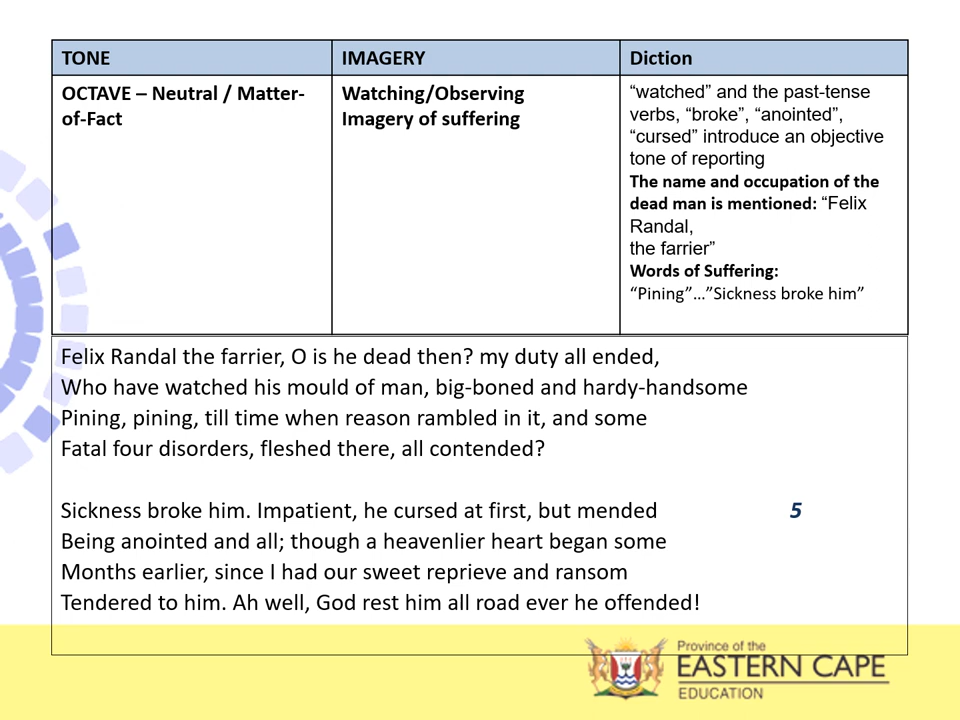 TONE
IMAGERY
Diction
OCTAVE – Neutral / Matter-
of-Fact
Watching/Observing
Imagery of suffering
“watched” and the past-tense
verbs, “broke”, “anointed”,
“cursed” introduce an objective
tone of reporting
The name and occupation of the
dead man is mentioned: “Felix
Randal,
the farrier”
Words of Suffering:
“Pining”…”Sickness broke him”
Felix Randal the farrier, O is he dead then? my duty all ended,
Who have watched his mould of man, big-boned and hardy-handsome
Pining, pining, till time when reason rambled in it, and some
Fatal four disorders, fleshed there, all contended?
Sickness broke him. Impatient, he cursed at first, but mended 5
Being anointed and all; though a heavenlier heart began some
Months earlier, since I had our sweet reprieve and ransom
Tendered to him. Ah well, God rest him all road ever he offended!
Province of the
EASTERN CAPE
EDUCATION